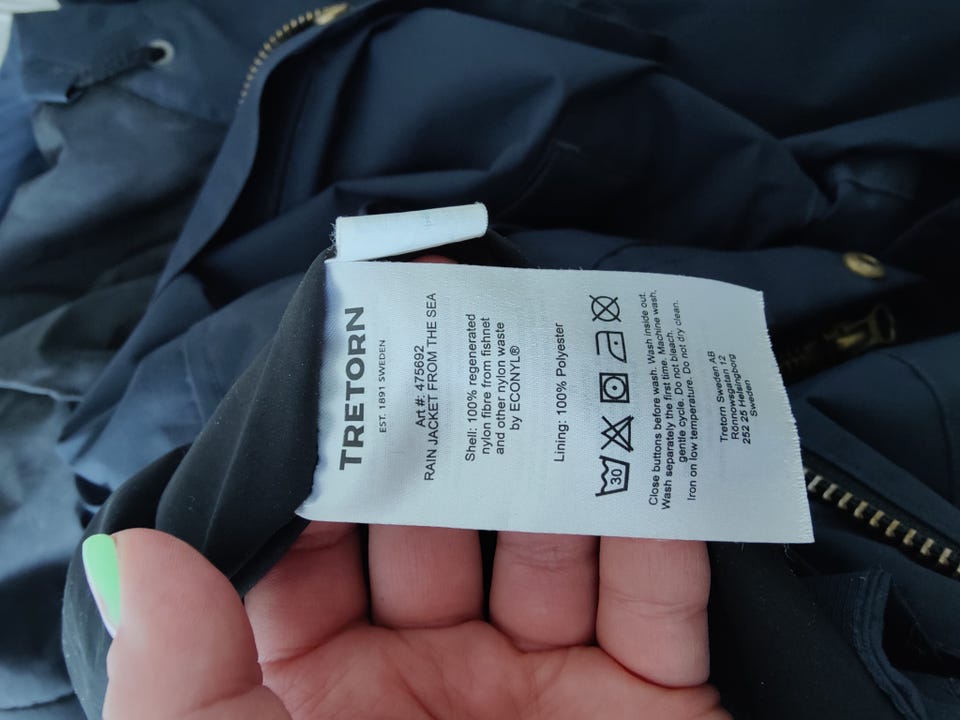 TRETORN
EST. 1891 SWEDEN
Art #: 475692
RAIN JACKET FROM THE SEA
Shell: 100% regenerated
nylon fibre from fishnet
and other nylon waste
by ECONYL®
Lining: 100% Polyester
30
Close buttons before wash. Wash inside out.
Wash separately the first time. Machine wash,
gentle cycle. Do not bleach.
Iron on low temperature. Do not dry clean.
Tretorn Sweden AB
Rönnowsgatan 12
252 25 Helsingborg
Sweden